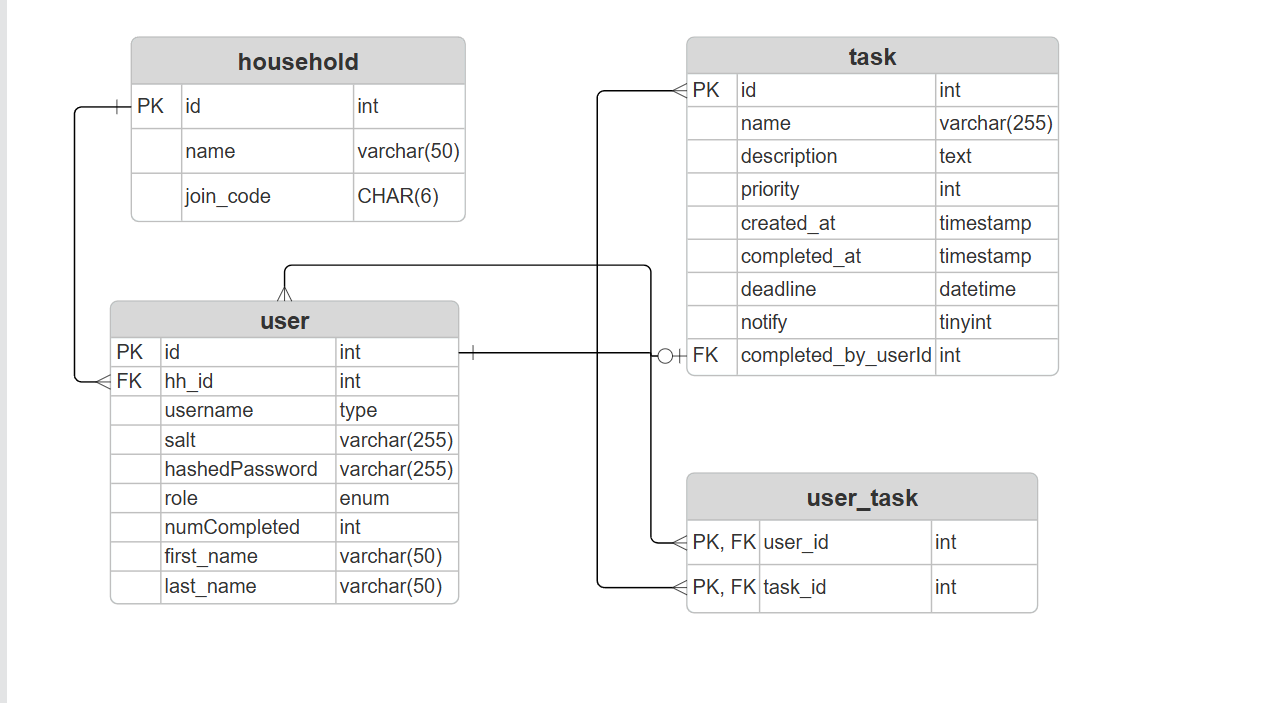 household
PK id int
name varchar(50)
join_code CHAR(6)
task
PK id int
name varchar(255)
description text
priority int
created_at timestamp
completed_at timestamp
deadline datetime
notify tinyint
FK completed_by_userId int
user
PK id int
FK hh_id int
username type
salt varchar(255)
hashedPassword varchar(255)
role enum
numCompleted int
first_name varchar(50)
last_name varchar(50)
user_task
PK, FK user_id int
PK, FK task_id int